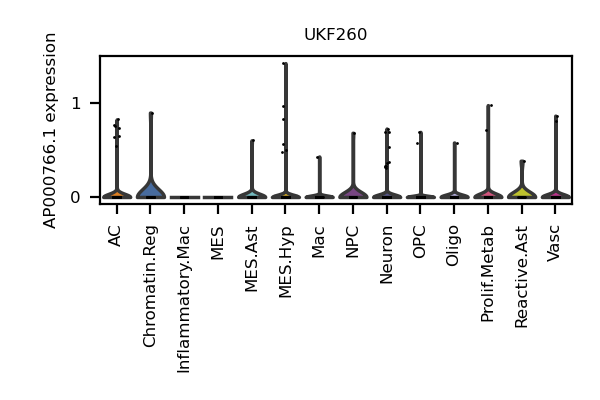 UKF260
AP000766.1 expression
1
0
AC
Chromatin.Reg
Inflammatory.Mac
MES
MES.Ast
MES.Hyp
Mac
NPC
Neuron
OPC
Oligo
Prolif.Metab
Reactive.Ast
Vasc